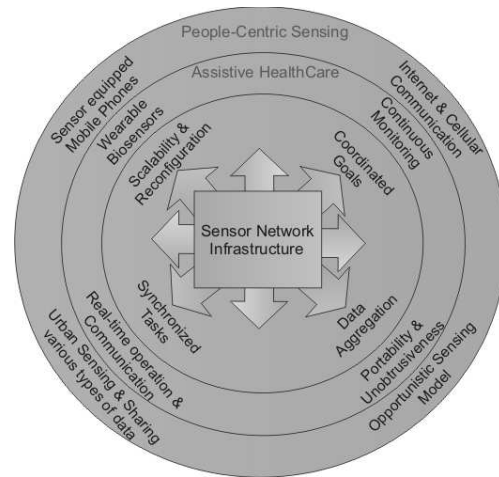 People-Centric Sensing
Assistive HealthCare
Sensor equipped
Mobile Phones
Wearable
Biosensors
Scalability &
Reconfiguration
Internet & Cellular
Communication
Continuous
Monitoring
Coordinated
Goals
Sensor Network
Infrastructure
Synchronized
Tasks
Real-time operation &
Communication
Urban Sensing & Sharing
various types of data
Data
Aggregation
Portability &
Unobtrusiveness
Opportunistic Sensing
Model